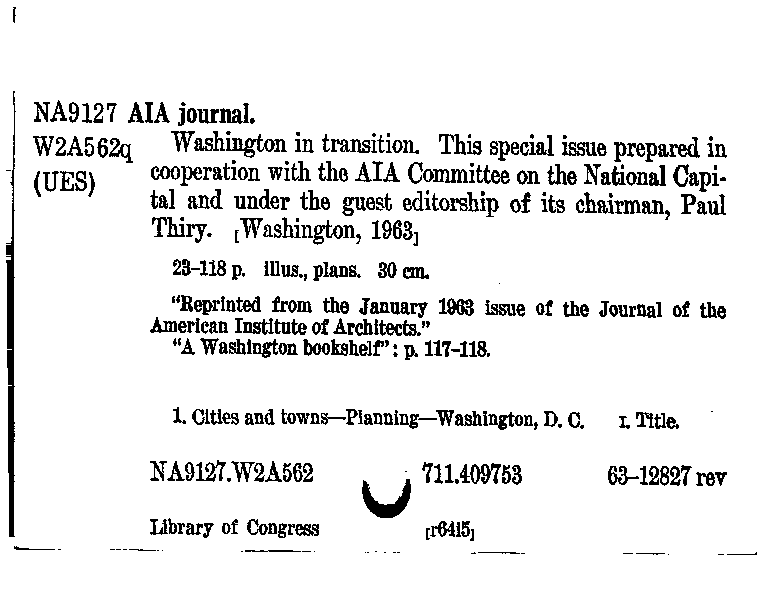 NA9127 AIA journal.
W2A562q Washington in transition. This special issue prepared in
(UES) cooperation with the AIA Committee on the National Capi-
tal and under the guest editorship of its chairman, Paul
Thiry. [Washington, 1963]
23–118 p. illus., plans. 30 cm.
"Reprinted from the January 1963 issue of the Journal of the
American Institute of Architects."
"A Washington bookshelf": p. 117–118.
1. Cities and towns—Planning—Washington, D. C. I. Title.
NA9127.W2A562 711.409753 63–12827 rev
Library of Congress [r64f5]